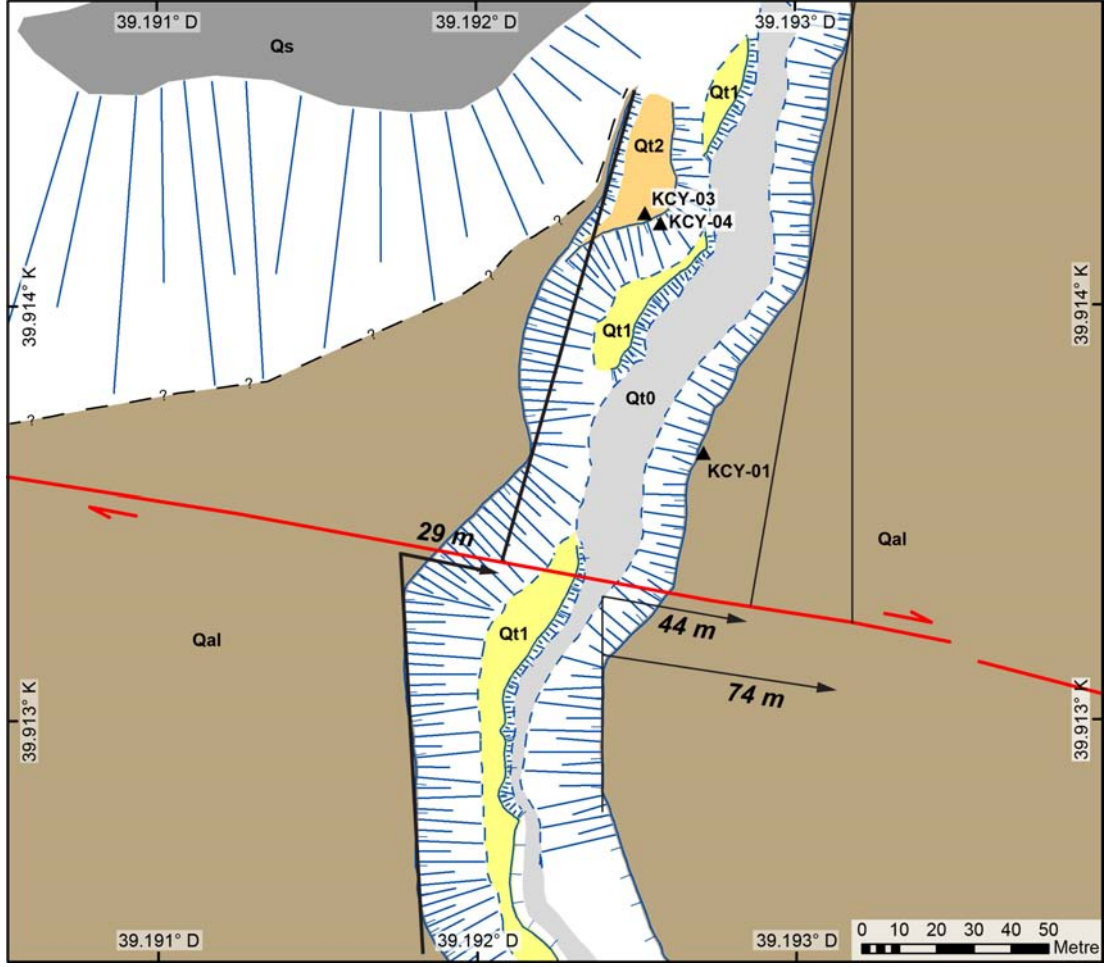 39.191° D
39.192° D
39.193° D
Qs
Qt1
Qt2
KCY-03
KCY-04
39.914° K
39.914° K
Qt1
Qt0
?
?
?
?
?
KCY-01
29 m
Qal
Qt1
Qal
44 m
74 m
39.913° K
39.913° K
39.191° D
39.192° D
39.193° D
0 10 20 30 40 50
Metre